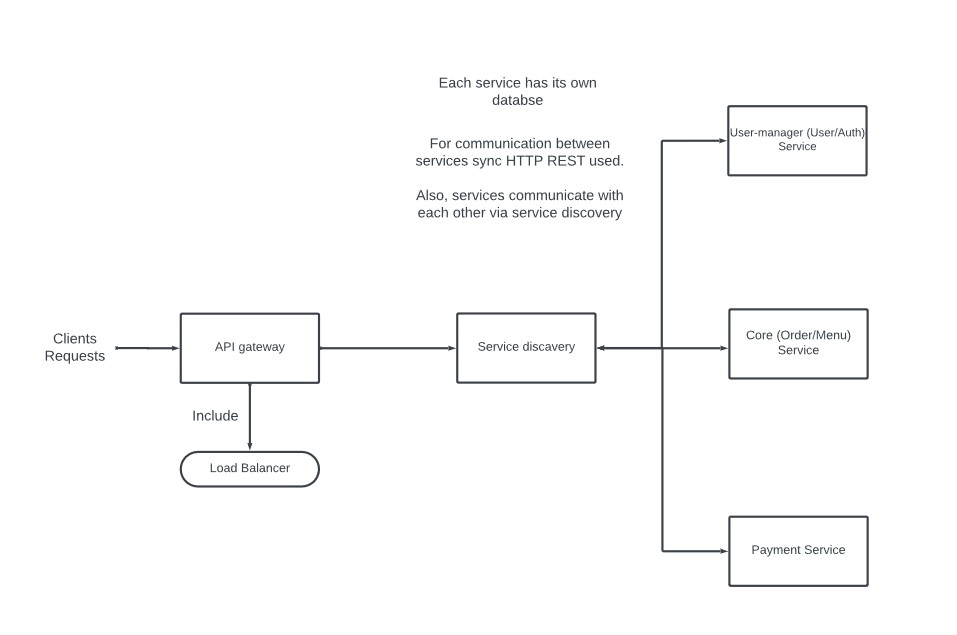 Each service has its own
databse
For communication between
services sync HTTP REST used.
Also, services communicate with
each other via service discovery
User-manager (User/Auth)
Service
Clients
Requests
API gateway
Service discavery
Core (Order/Menu)
Service
Include
Load Balancer
Payment Service